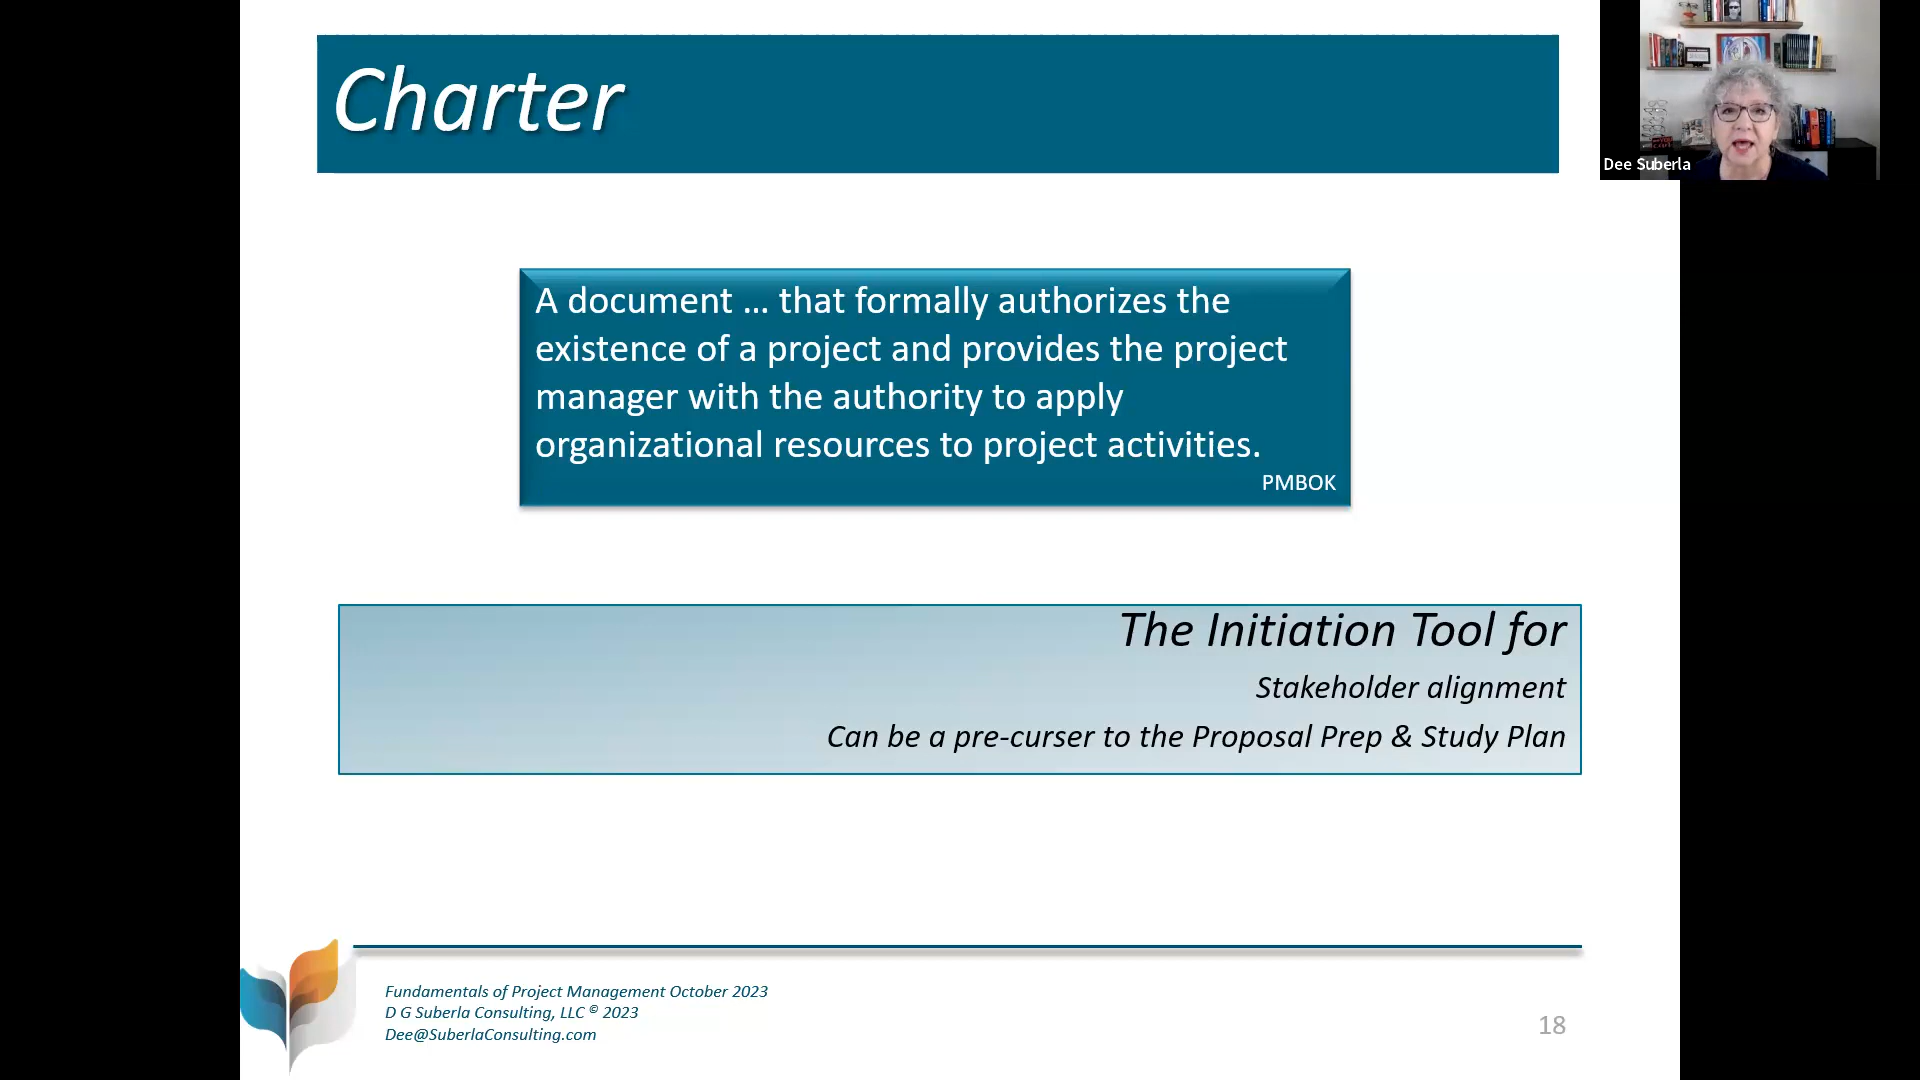 Charter
Dee Suberla
A document ... that formally authorizes the
existence of a project and provides the project
manager with the authority to apply
organizational resources to project activities.
PMBOK
The Initiation Tool for
Stakeholder alignment
Can be a pre-curser to the Proposal Prep & Study Plan
Fundamentals of Project Management October 2023
D G Suberla Consulting, LLC © 2023
Dee@SuberlaConsulting.com
18